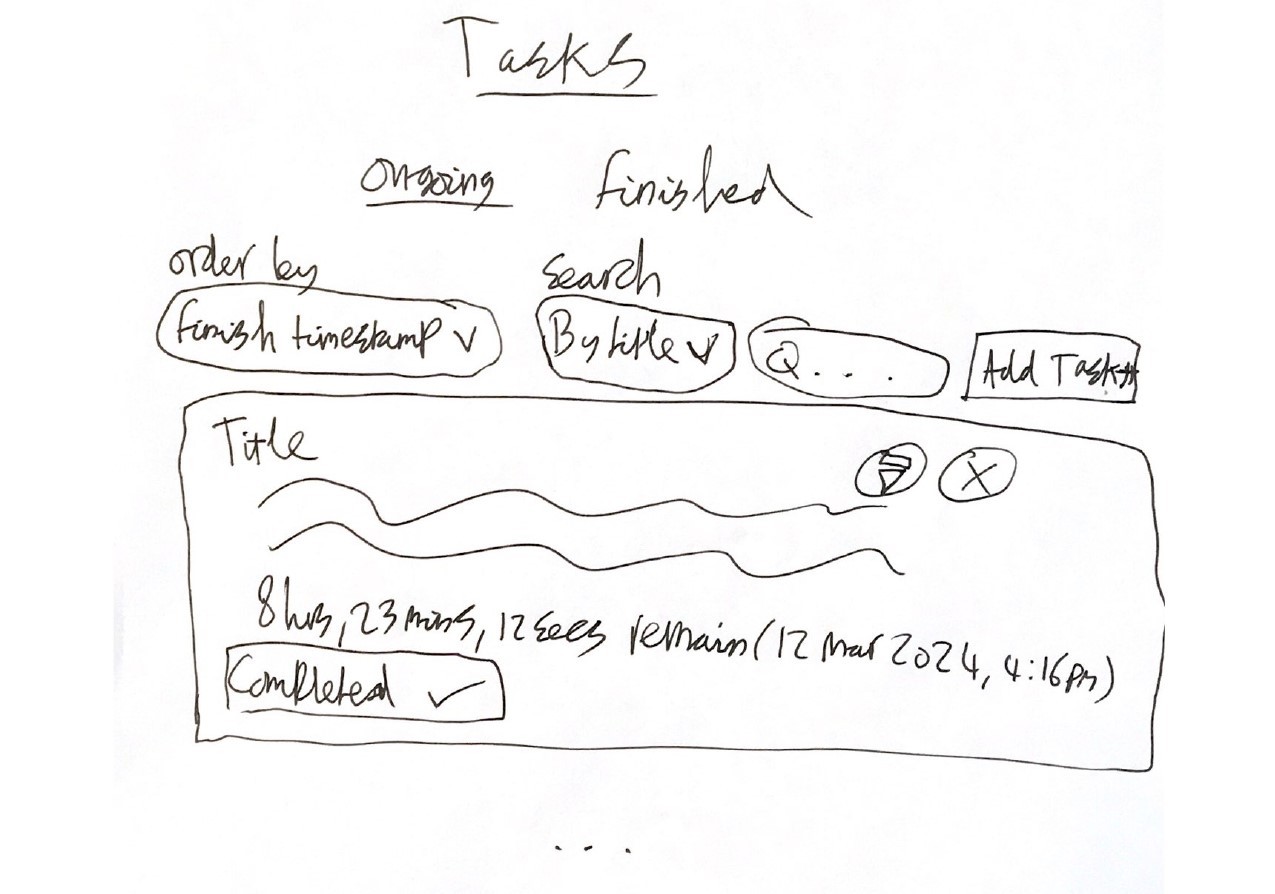 Tasks
Ongoing Finished
order by search
Finish timestamp By title ... Add Task+
Title
X
8 hrs, 23 mins, 12 secs remain (12 Mar 2024, 4:16pm)
Completed ✓
...